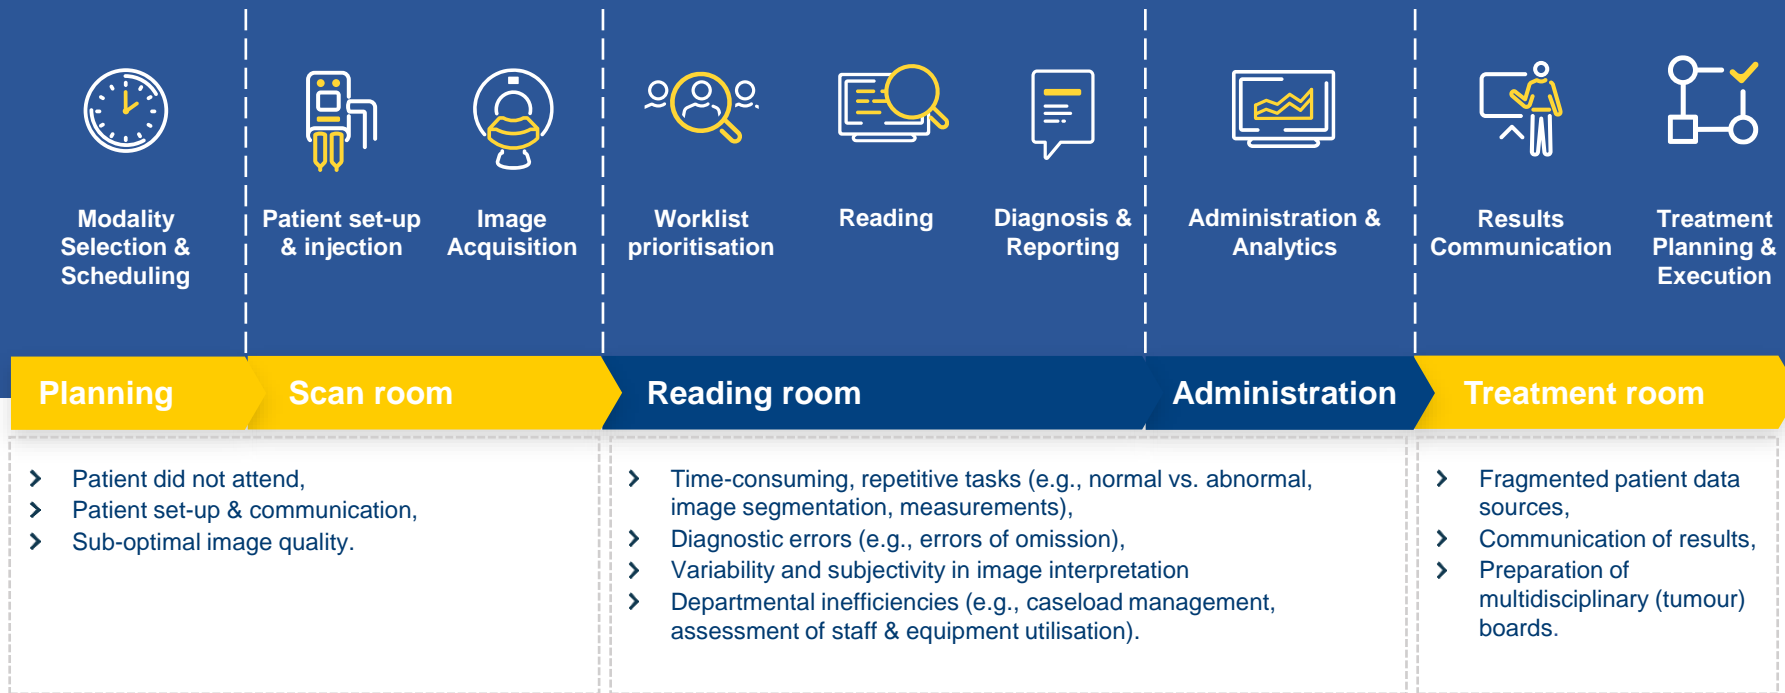 Modality
Selection &
Scheduling
Patient set-up
& injection
Image
Acquisition
Worklist
prioritisation
Reading
Diagnosis &
Reporting
Administration &
Analytics
Results
Communication
Treatment
Planning &
Execution
Planning
Scan room
Reading room
Administration
Treatment room
Patient did not attend,
Patient set-up & communication,
Sub-optimal image quality.
Time-consuming, repetitive tasks (e.g., normal vs. abnormal,
image segmentation, measurements),
Diagnostic errors (e.g., errors of omission),
Variability and subjectivity in image interpretation
Departmental inefficiencies (e.g., caseload management,
assessment of staff & equipment utilisation).
Fragmented patient data
sources,
Communication of results,
Preparation of
multidisciplinary (tumour)
boards.